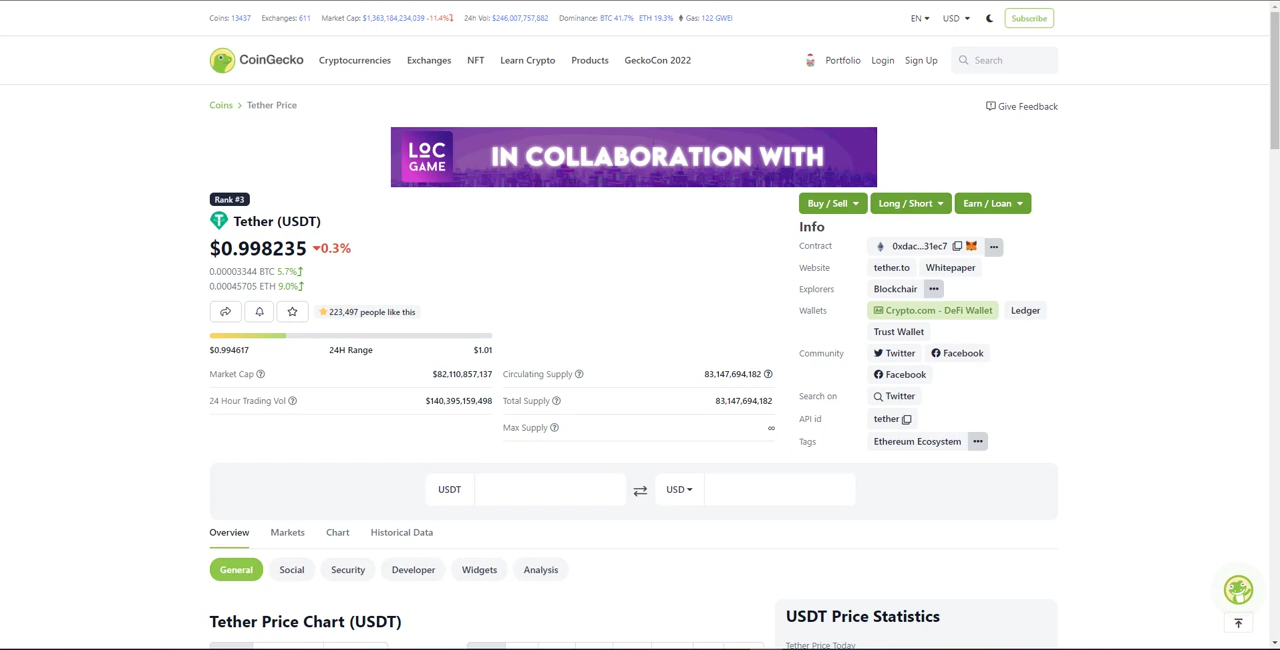 Coins: 13437 Exchanges: 611 Market Cap: $1,363,184,234,039 -11.4% 24h Vol: $246,007,757,882 Dominance: BTC 41.7% ETH 19.3% Gas: 122 GWEI EN USD Subscribe
CoinGecko Cryptocurrencies Exchanges NFT Learn Crypto Products GeckoCon 2022 Portfolio Login Sign Up Search
Coins > Tether Price Give Feedback
LOC GAME IN COLLABORATION WITH
Rank #3
Tether (USDT)
$0.998235 0.3%
0.00003344 BTC 5.7%
0.00045705 ETH 9.0%
223,497 people like this
$0.994617 24H Range $1.01
Market Cap $82,110,857,137
24 Hour Trading Vol $140,395,159,498
Circulating Supply 83,147,694,182
Total Supply 83,147,694,182
Max Supply ∞
Buy / Sell Long / Short Earn / Loan
Info
Contract 0xdac...31ec7 ...
Website tether.to Whitepaper
Explorers Blockchair ...
Wallets Crypto.com - DeFi Wallet Ledger
Trust Wallet
Community Twitter Facebook
Facebook
Search on Twitter
API id tether
Tags Ethereum Ecosystem ...
USDT USD
Overview Markets Chart Historical Data
General Social Security Developer Widgets Analysis
Tether Price Chart (USDT)
USDT Price Statistics
Tether Price Today